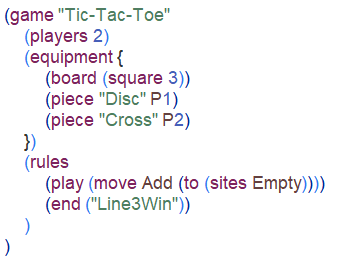 (game "Tic-Tac-Toe"
(players 2)
(equipment {
(board (square 3))
(piece "Disc" P1)
(piece "Cross" P2)
})
(rules
(play (move Add (to (sites Empty))))
(end ("Line3Win"))
)
)